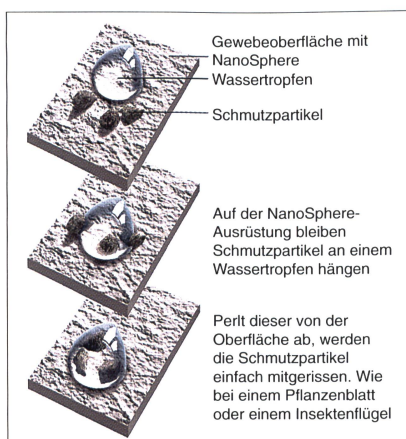 Gewebeoberfläche mit
NanoSphere
Wassertropfen
Schmutzpartikel
Auf der NanoSphere-
Ausrüstung bleiben
Schmutzpartikel an einem
Wassertropfen hängen
Perlt dieser von der
Oberfläche ab, werden
die Schmutzpartikel
einfach mitgerissen. Wie
bei einem Pflanzenblatt
oder einem Insektenflügel